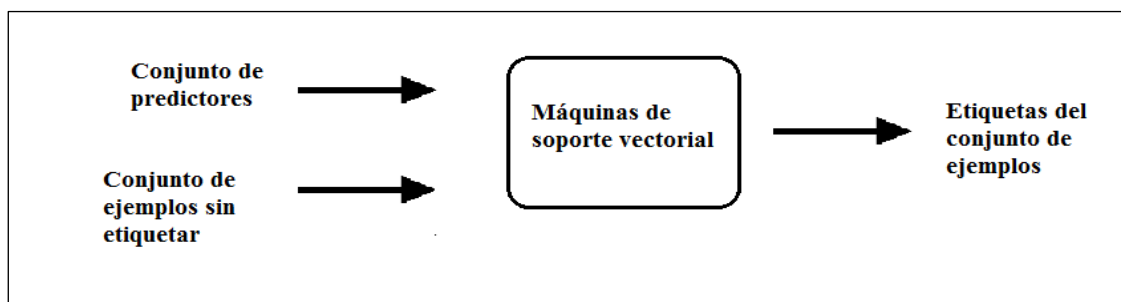 Conjunto de
predictores
Conjunto de
ejemplos sin
etiquetar
Máquinas de
soporte vectorial
Etiquetas del
conjunto de
ejemplos